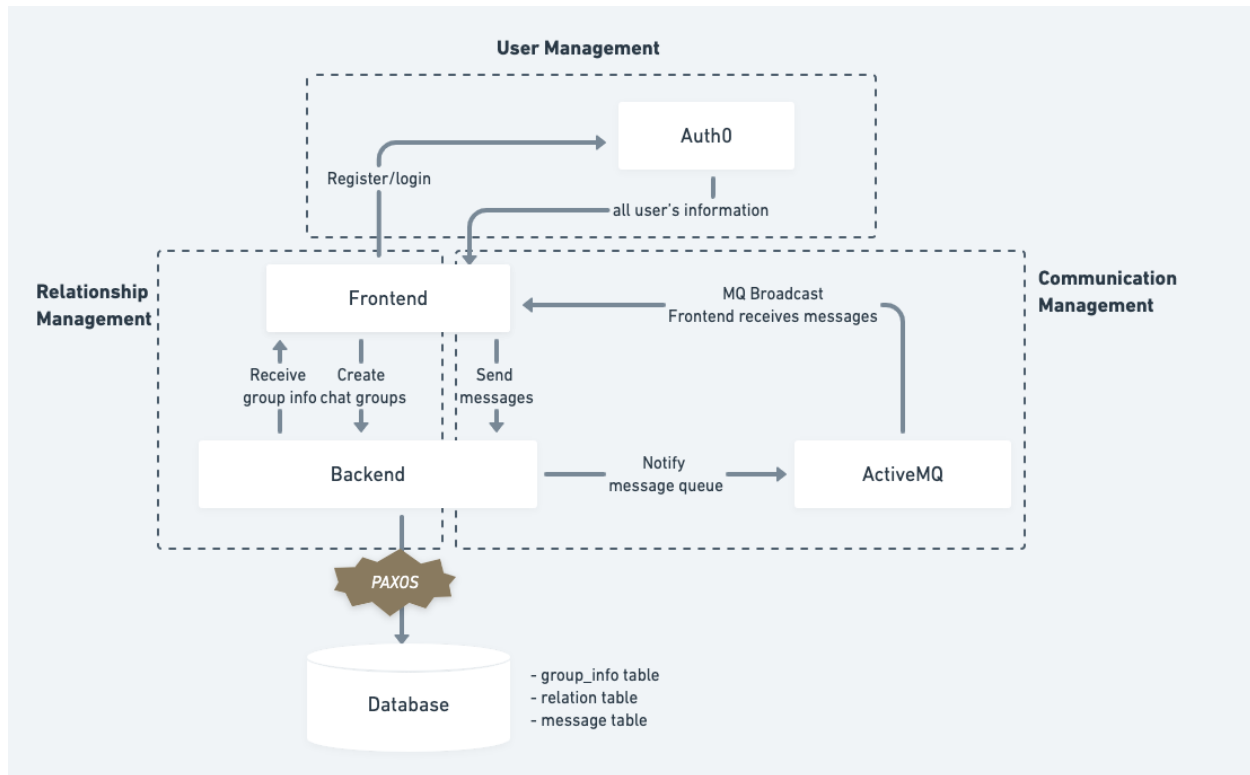 User Management
Auth0
Register/login
all user's information
Relationship
Management
Frontend
MQ Broadcast
Frontend receives messages
Communication
Management
Receive
group info
Create
chat groups
Send
messages
Backend
Notify
message queue
ActiveMQ
PAXOS
Database
- group_info table
- relation table
- message table